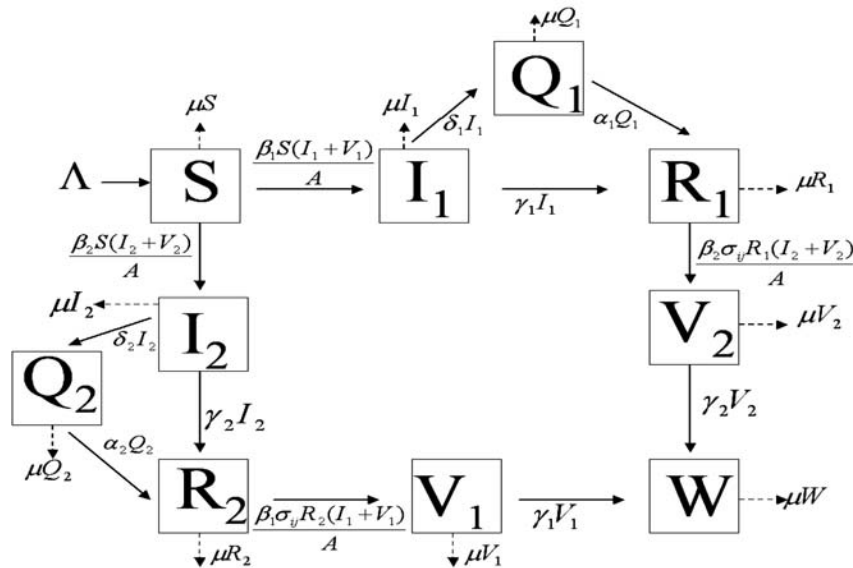 μQ₁
Q₁
μS
μI₁
δ₁I₁
α₁Q₁
Λ
S
β₁S(I₁+V₁)
A
I₁
γ₁I₁
R₁
μR₁
β₂S(I₂+V₂)
A
β₂σᵢⱼR₁(I₂+V₂)
A
μI₂
δ₂I₂
I₂
V₂
μV₂
Q₂
γ₂I₂
γ₂V₂
μQ₂
α₂Q₂
R₂
β₁σᵢⱼR₂(I₁+V₁)
A
V₁
γ₁V₁
W
μW
μR₂
μV₁